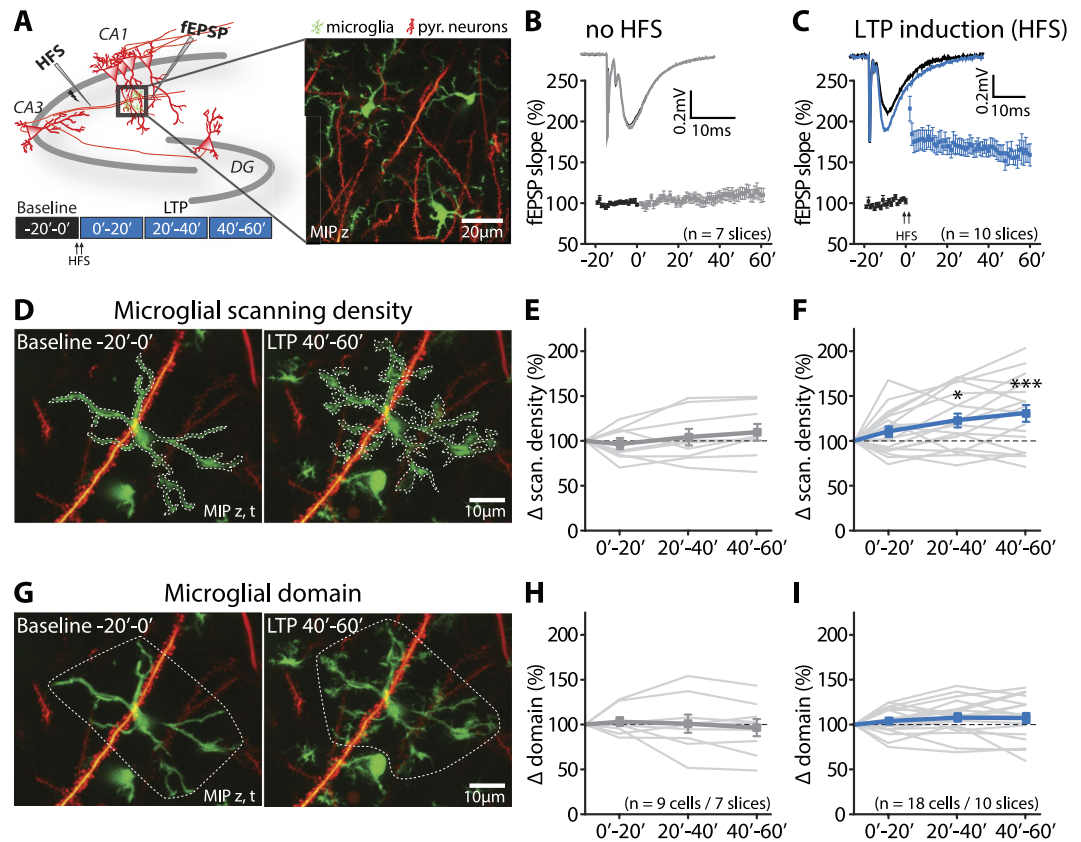 A
microglia pyr. neurons
CA1
fEPSP
HFS
CA3
DG
Baseline LTP
-20′-0′ 0′-20′ 20′-40′ 40′-60′
HFS
MIP z
20μm
B no HFS
250
200
150
100
50
fEPSP slope (%)
0.2mV
10ms
(n = 7 slices)
-20′ 0′ 20′ 40′ 60′
C LTP induction (HFS)
250
200
150
100
50
fEPSP slope (%)
0.2mV
10ms
HFS
(n = 10 slices)
-20′ 0′ 20′ 40′ 60′
D Microglial scanning density
Baseline -20′-0′
MIP z, t
LTP 40′-60′
10μm
E
200
150
100
50
0
Δ scan. density (%)
0′-20′ 20′-40′ 40′-60′
F
200
150
100
50
0
Δ scan. density (%)
* ***
0′-20′ 20′-40′ 40′-60′
G Microglial domain
Baseline -20′-0′
MIP z, t
LTP 40′-60′
10μm
H
200
150
100
50
0
Δ domain (%)
(n = 9 cells / 7 slices)
0′-20′ 20′-40′ 40′-60′
I
200
150
100
50
0
Δ domain (%)
(n = 18 cells / 10 slices)
0′-20′ 20′-40′ 40′-60′